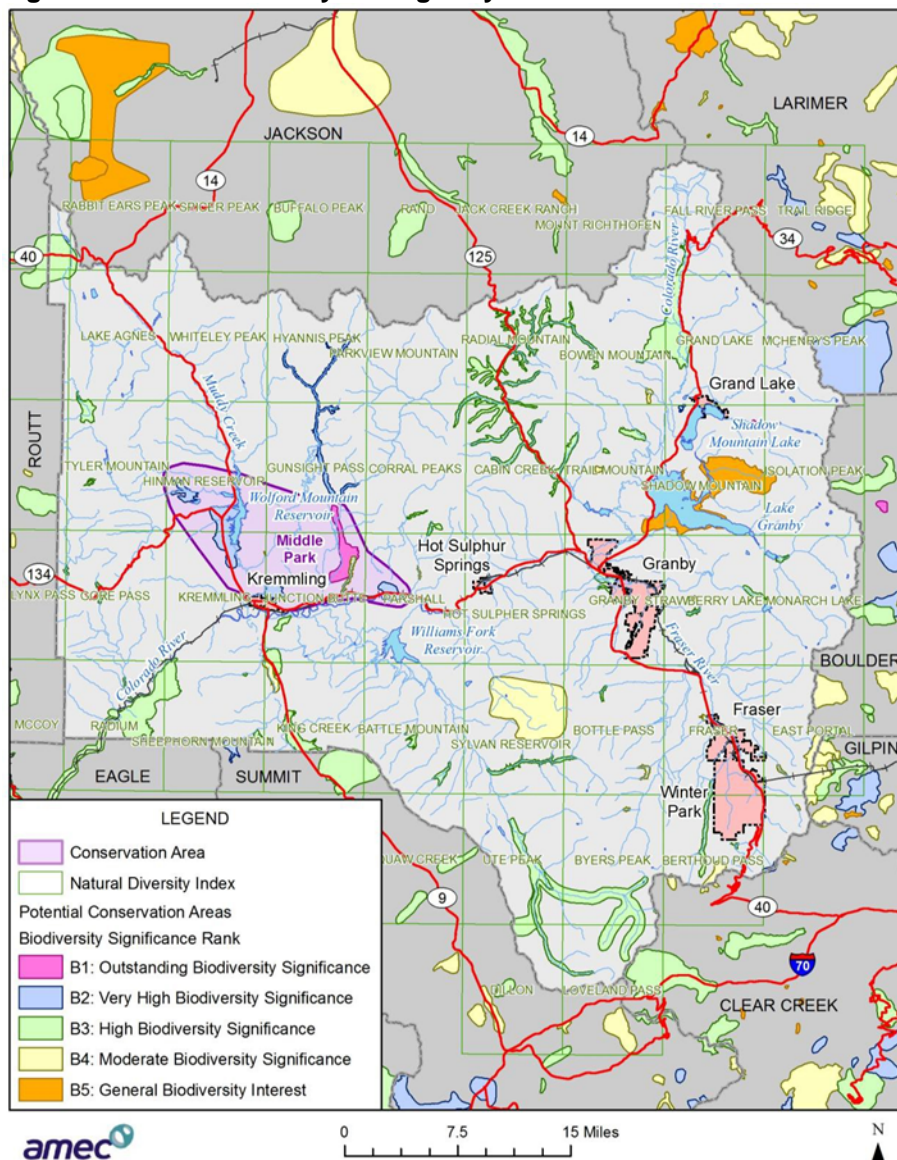 LARIMER
JACKSON
14
14
RABBIT EARS PEAK
SPICER PEAK
BUFFALO PEAK
RAND
JACK CREEK RANCH
FALL RIVER PASS
TRAIL RIDGE
MOUNT RICHTHOFEN
40
125
34
Colorado River
LAKE AGNES
WHITELEY PEAK
HYANNIS PEAK
PARKVIEW MOUNTAIN
RADIAL MOUNTAIN
BOWEN MOUNTAIN
GRAND LAKE
MCHENRYS PEAK
Grand Lake
Muddy Creek
Shadow
Mountain Lake
ROUTT
TYLER MOUNTAIN
GUNSIGHT PASS
CORRAL PEAKS
CABIN CREEK
TRAIL MOUNTAIN
ISOLATION PEAK
HINMAN RESERVOIR
SHADOW MOUNTAIN
Wolford Mountain
Reservoir
Lake
Granby
Middle
Park
Hot Sulphur
Springs
Granby
134
Kremmling
LYNX PASS
GORE PASS
KREMMLING
JUNCTION BUTTE
PARSHALL
HOT SULPHER SPRINGS
GRANBY
STRAWBERRY LAKE
MONARCH LAKE
Williams Fork
Reservoir
Fraser River
Colorado River
BOULDER
Fraser
MCCOY
RADIUM
SHEEPHORN MOUNTAIN
KING CREEK
BATTLE MOUNTAIN
SYLVAN RESERVOIR
BOTTLE PASS
FRASER
EAST PORTAL
GILPIN
EAGLE
SUMMIT
Winter
Park
UTE PEAK
BYERS PEAK
BERTHOUD PASS
9
40
70
DILLON
LOVELAND PASS
CLEAR CREEK
LEGEND
Conservation Area
Natural Diversity Index
Potential Conservation Areas
Biodiversity Significance Rank
B1: Outstanding Biodiversity Significance
B2: Very High Biodiversity Significance
B3: High Biodiversity Significance
B4: Moderate Biodiversity Significance
B5: General Biodiversity Interest
amec
0 7.5 15 Miles
N